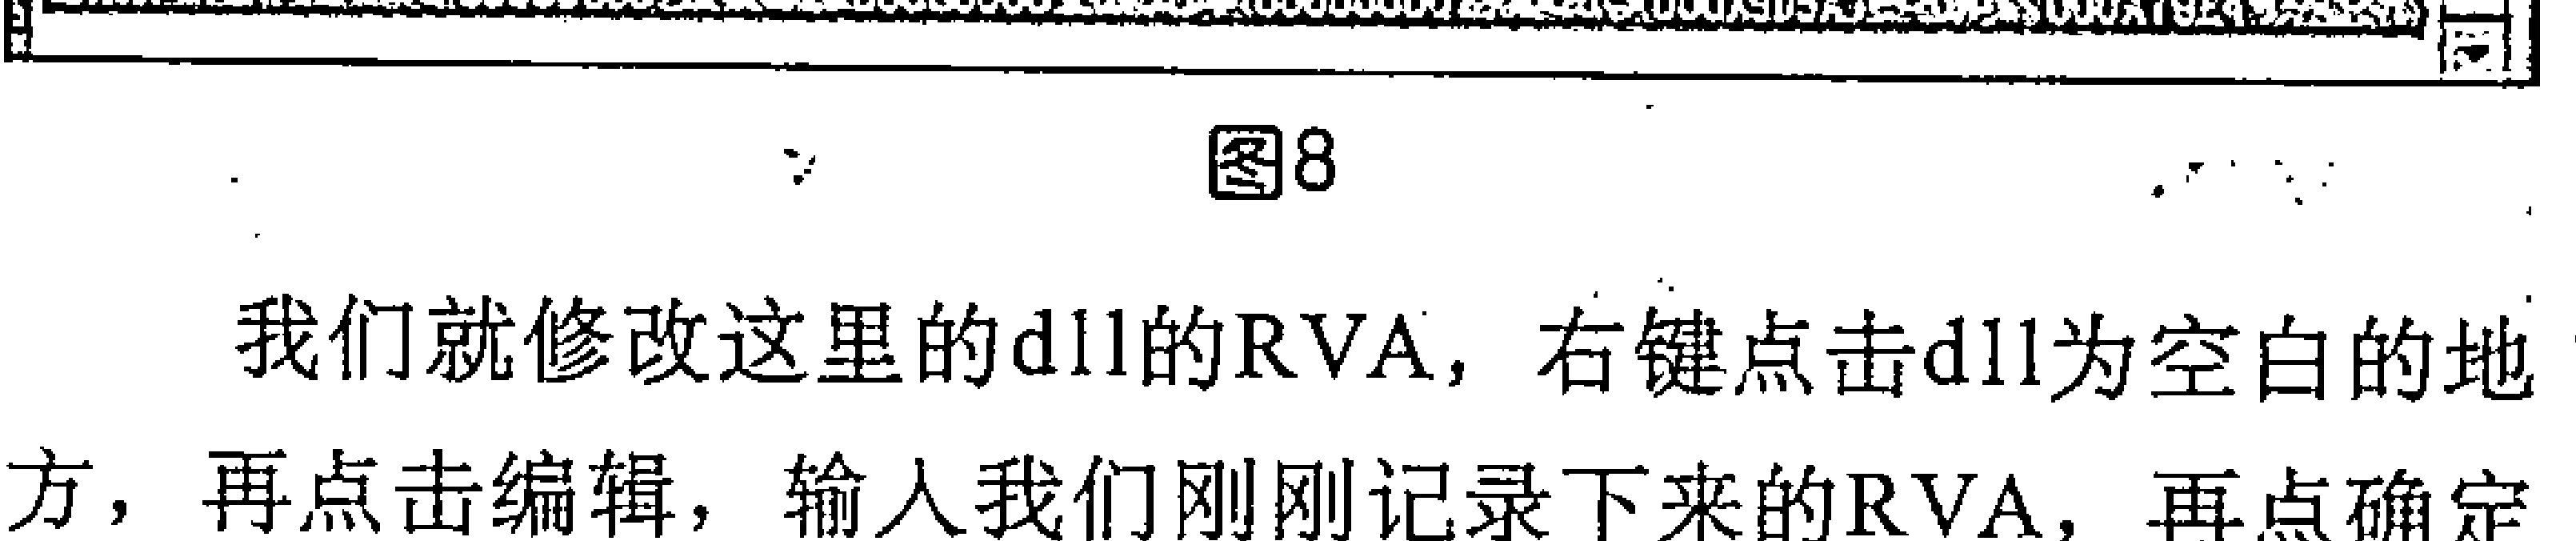 图8
我们就修改这里的dll的RVA，右键点击dll为空白的地
方，再点击编辑，输入我们刚刚记录下来的RVA，再点确定